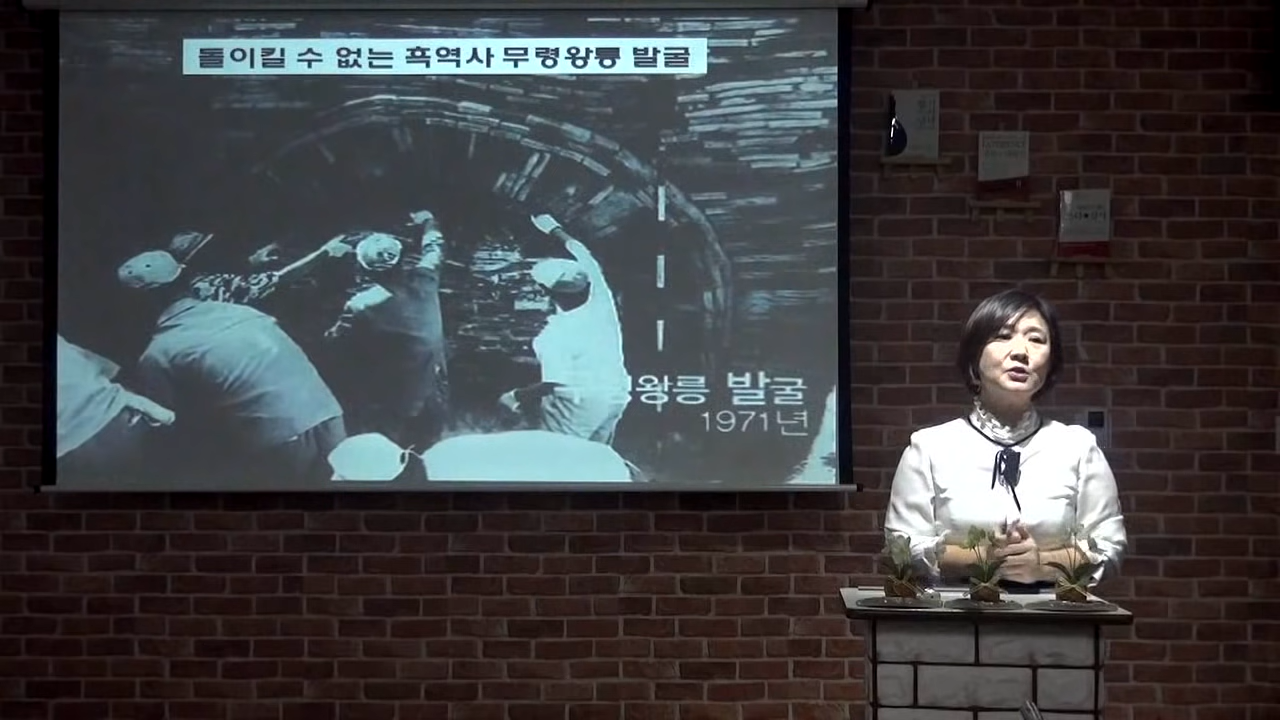 돌이킬 수 없는 흑역사 무령왕릉 발굴
령왕릉 발굴
1971년